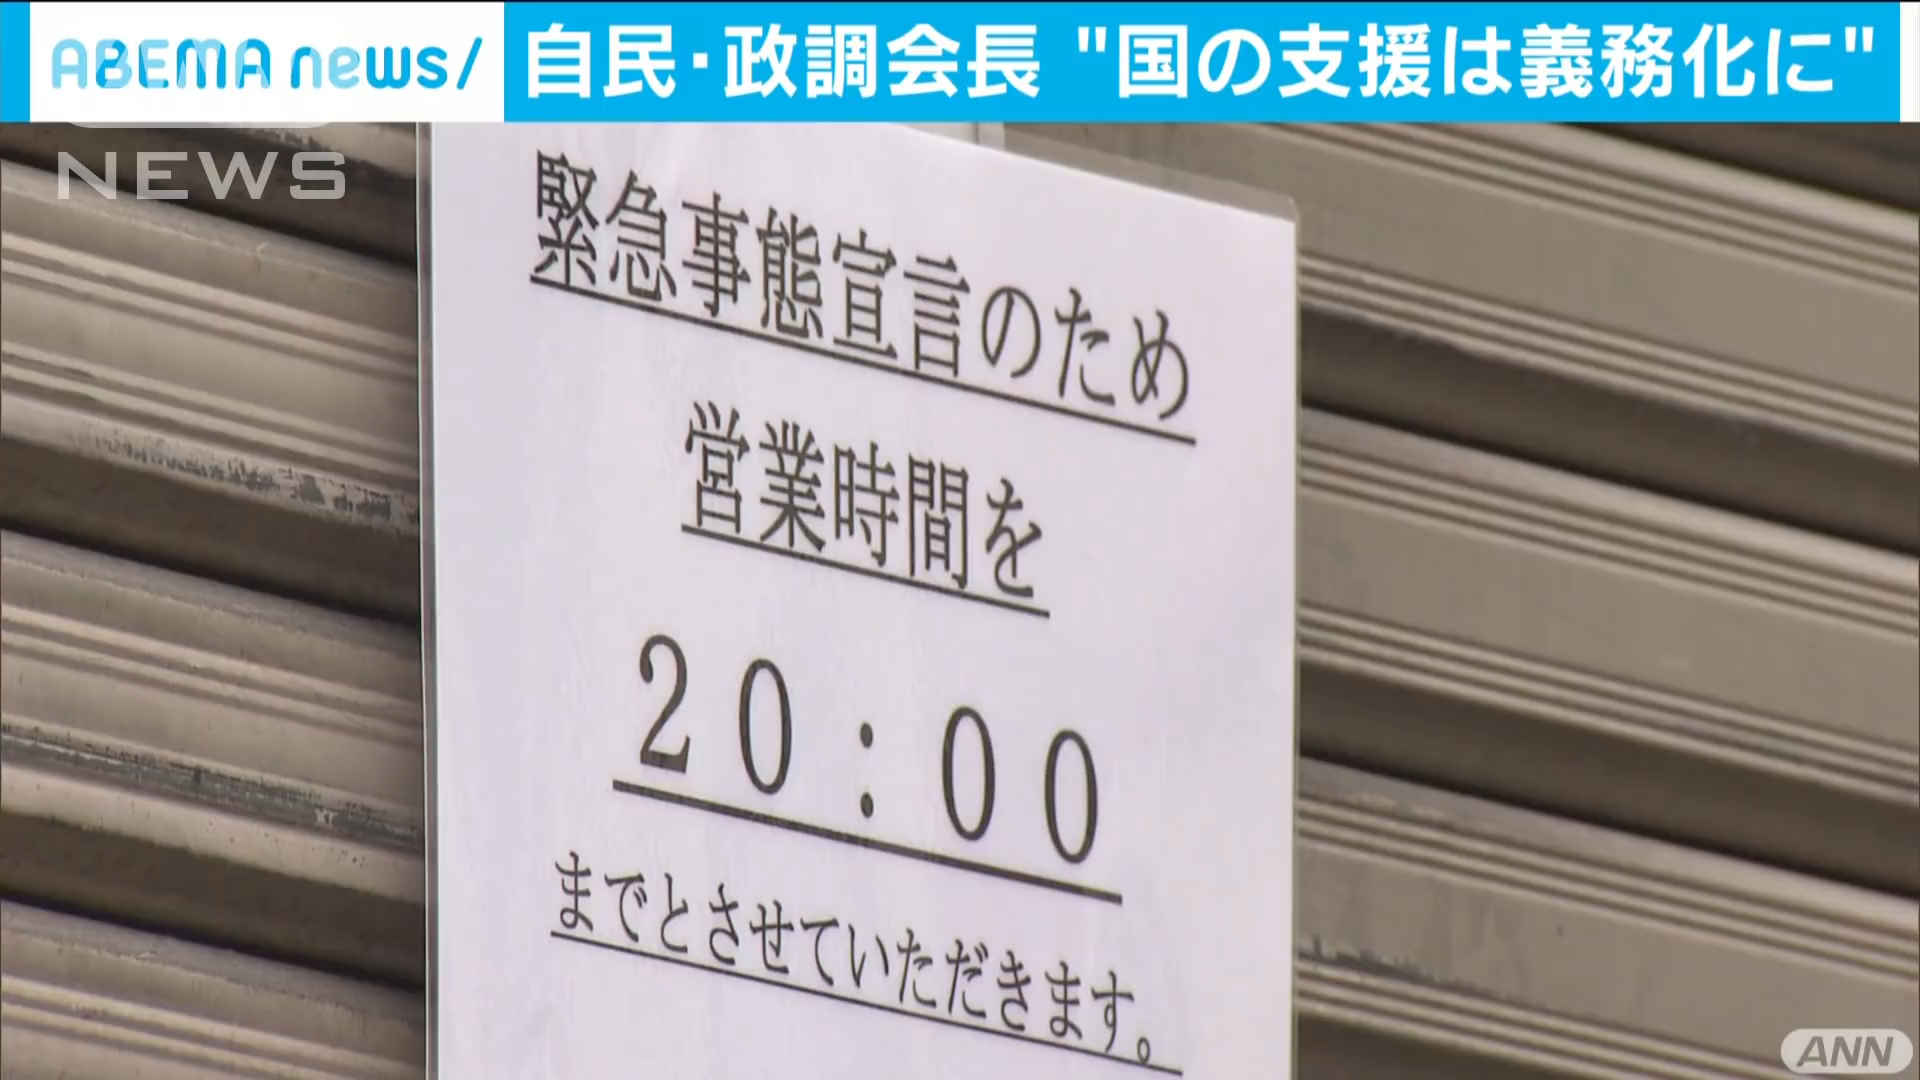 ABEMA news/
自民・政調会長 "国の支援は義務化に"
NEWS
緊急事態宣言のため
営業時間を
20:00
までとさせていただきます。
ANN